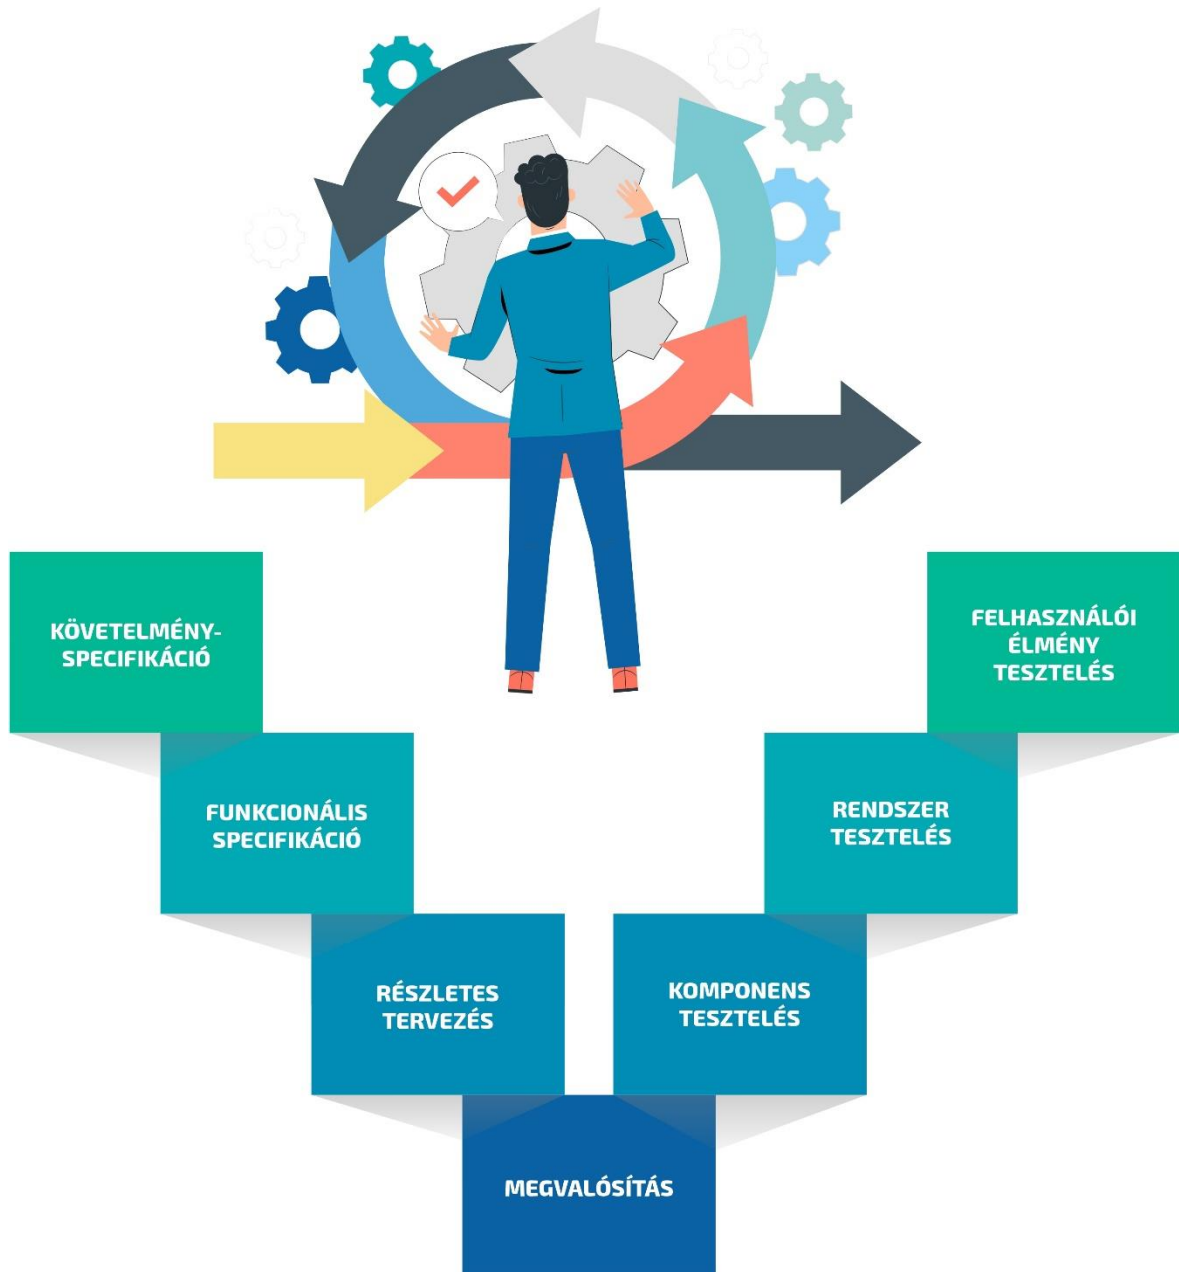 KÖVETELMÉNY-
SPECIFIKÁCIÓ
FELHASZNÁLÓI
ÉLMÉNY
TESZTELÉS
FUNKCIONÁLIS
SPECIFIKÁCIÓ
RENDSZER
TESZTELÉS
RÉSZLETES
TERVEZÉS
KOMPONENS
TESZTELÉS
MEGVALÓSÍTÁS